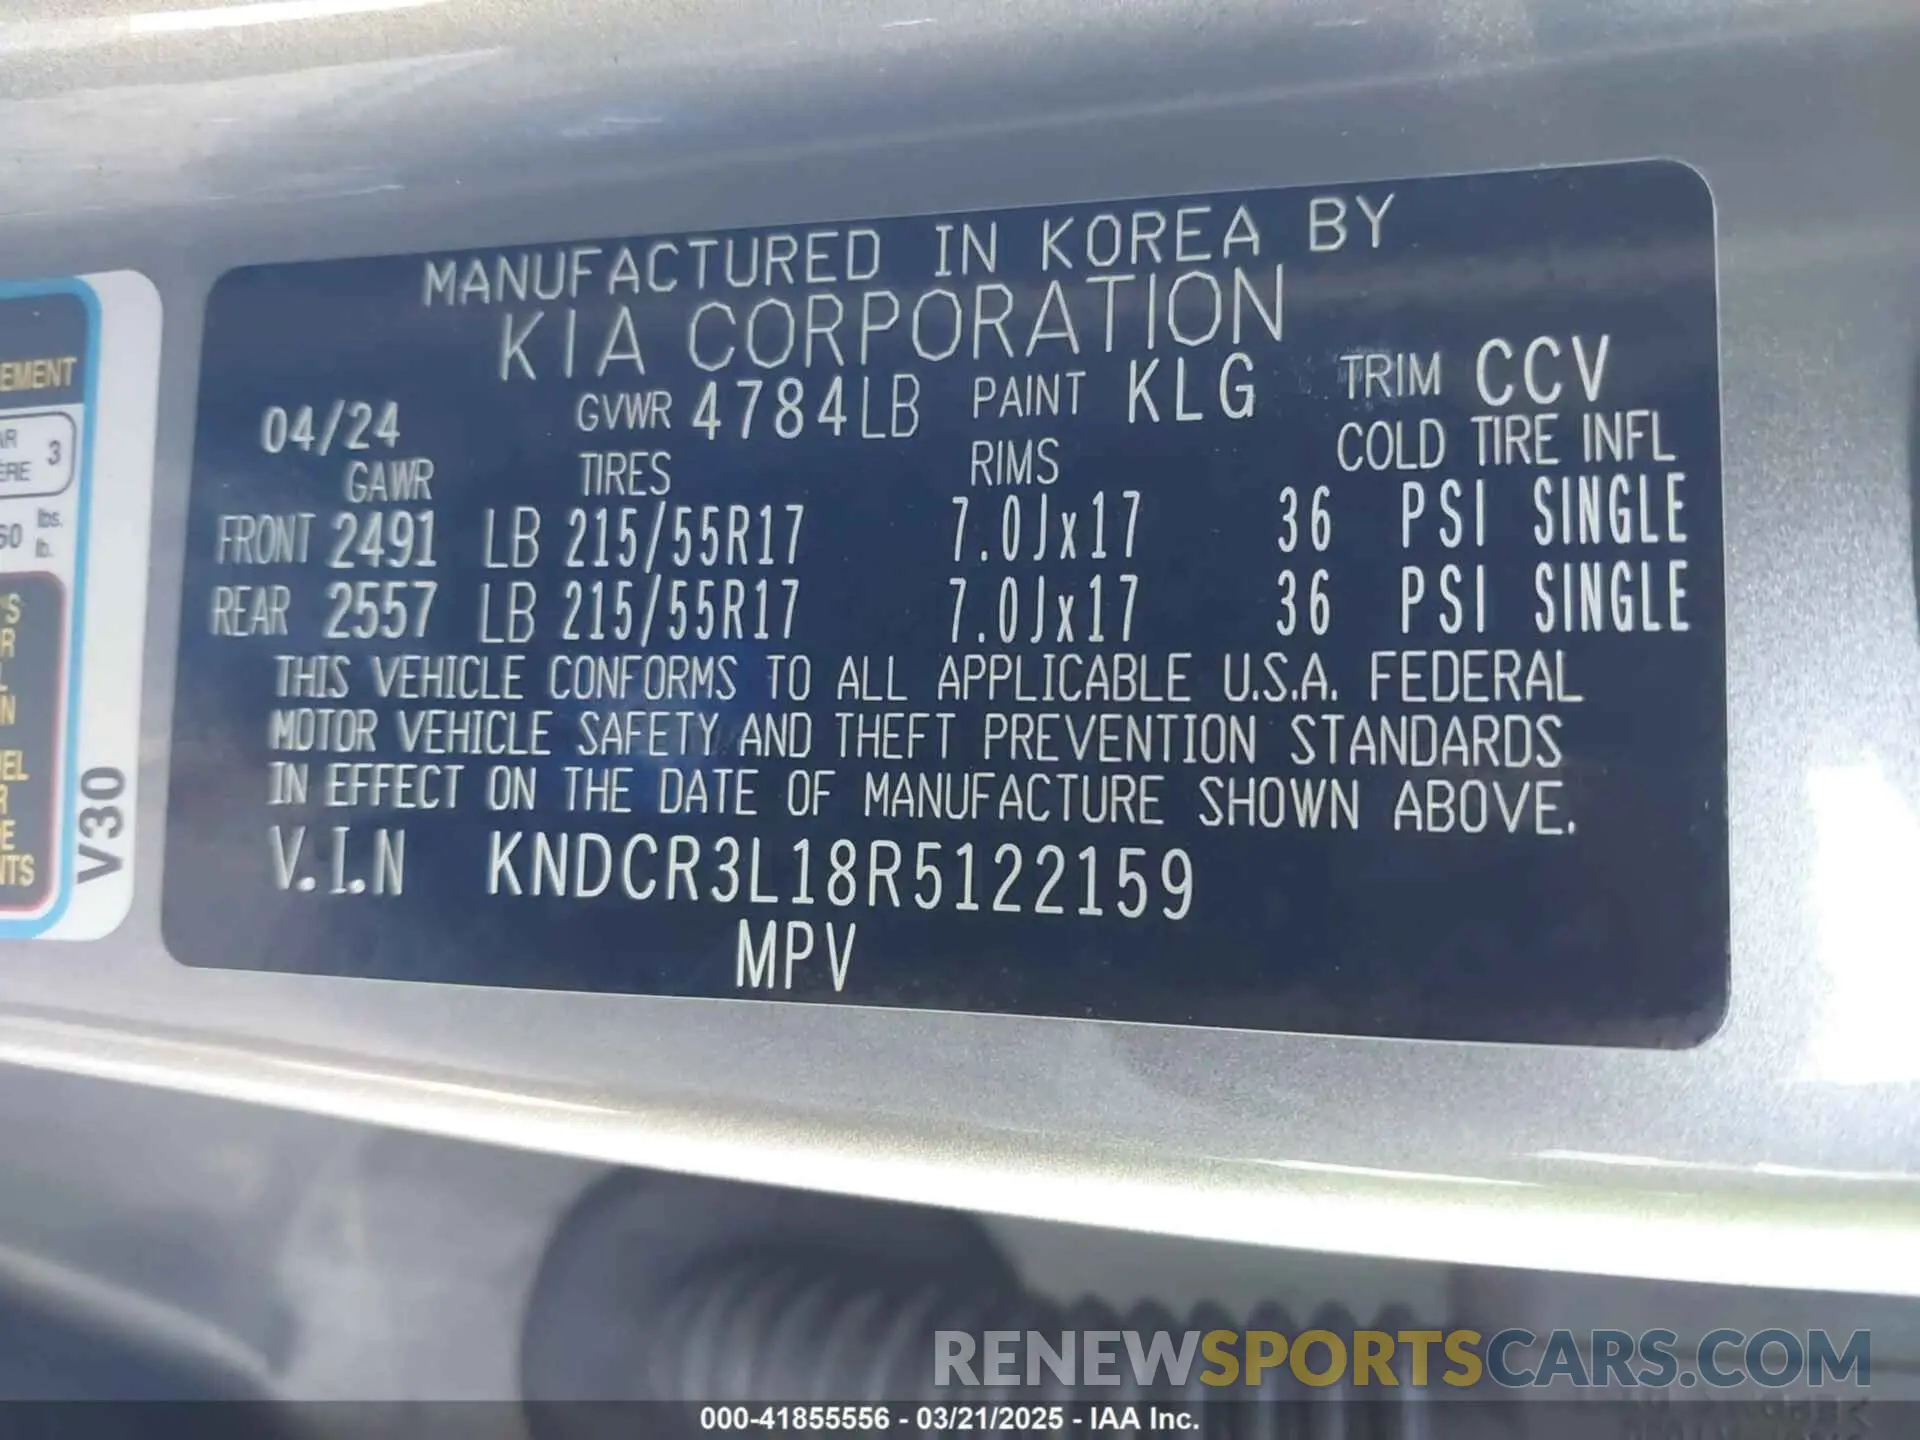 MANUFACTURED IN KOREA BY
KIA CORPORATION
04/24 GVWR 4784LB PAINT KLG TRIM CCV
GAWR TIRES RIMS COLD TIRE INFL
FRONT 2491 LB 215/55R17 7.0Jx17 36 PSI SINGLE
REAR 2557 LB 215/55R17 7.0Jx17 36 PSI SINGLE
THIS VEHICLE CONFORMS TO ALL APPLICABLE U.S.A. FEDERAL
MOTOR VEHICLE SAFETY AND THEFT PREVENTION STANDARDS
IN EFFECT ON THE DATE OF MANUFACTURE SHOWN ABOVE.
V.I.N KNDCR3L18R5122159
MPV
3
lbs.
lb.
V30
RENEWSPORTSCARS.COM
000-41855556 - 03/21/2025 - IAA Inc.